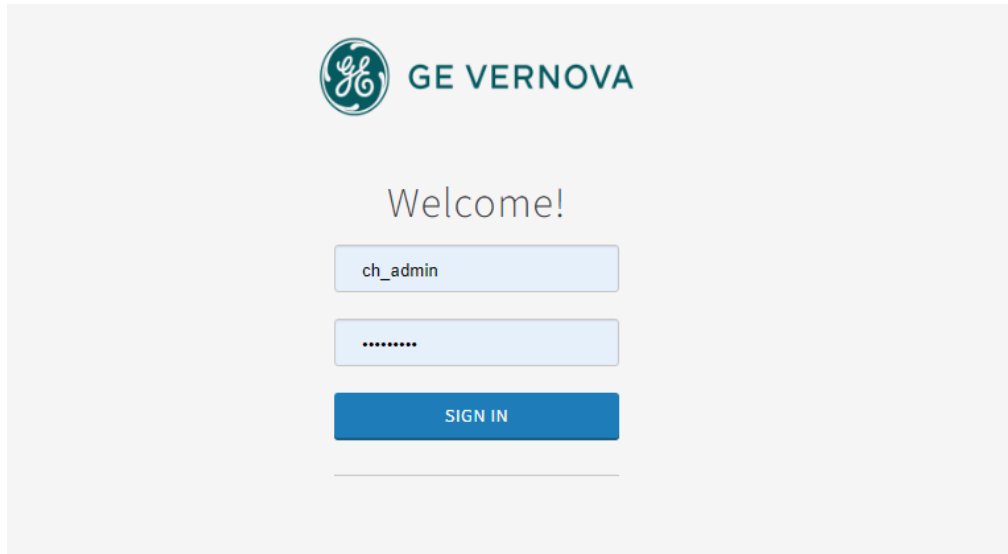 GE VERNOVA
Welcome!
ch_admin
•••••••••
SIGN IN